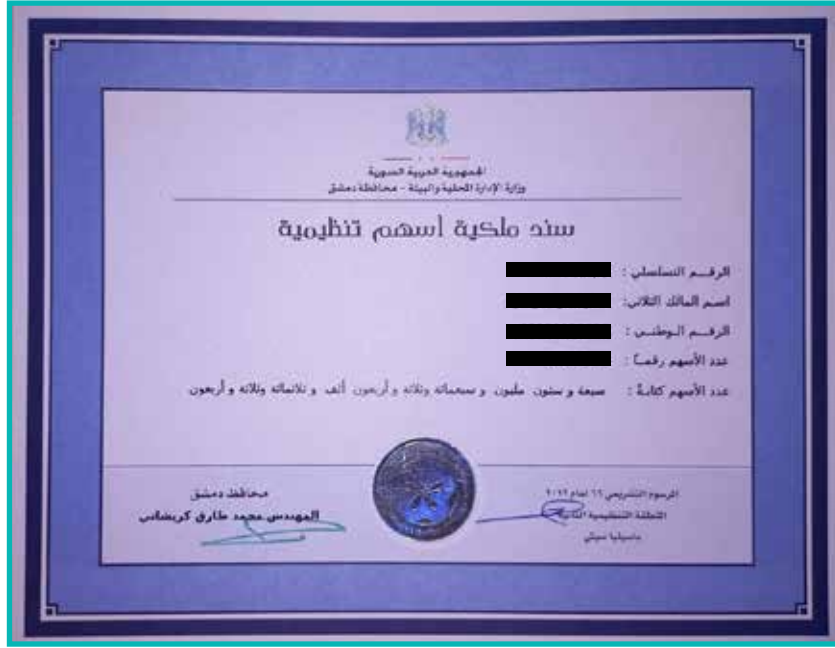 الجمهورية العربية السورية
وزارة الإدارة المحلية والبيئة - محافظة دمشق
سند ملكية أسهم تنظيمية
الرقم التسلسلي :
اسم المالك الثلاثي:
الرقم الوطني :
عدد الأسهم رقماً :
عدد الأسهم كتابةً : سبعة و ستون مليون و سبعمائة وثلاثة و أربعون ألف و ثلاثمائة وثلاثة و أربعون
المرسوم التشريعي ٦٦ لعام ٢٠١٢
المنطقة التنظيمية الثانية
باسيليا سيتي
محافظ دمشق
المهندس محمد طارق كريشاتي